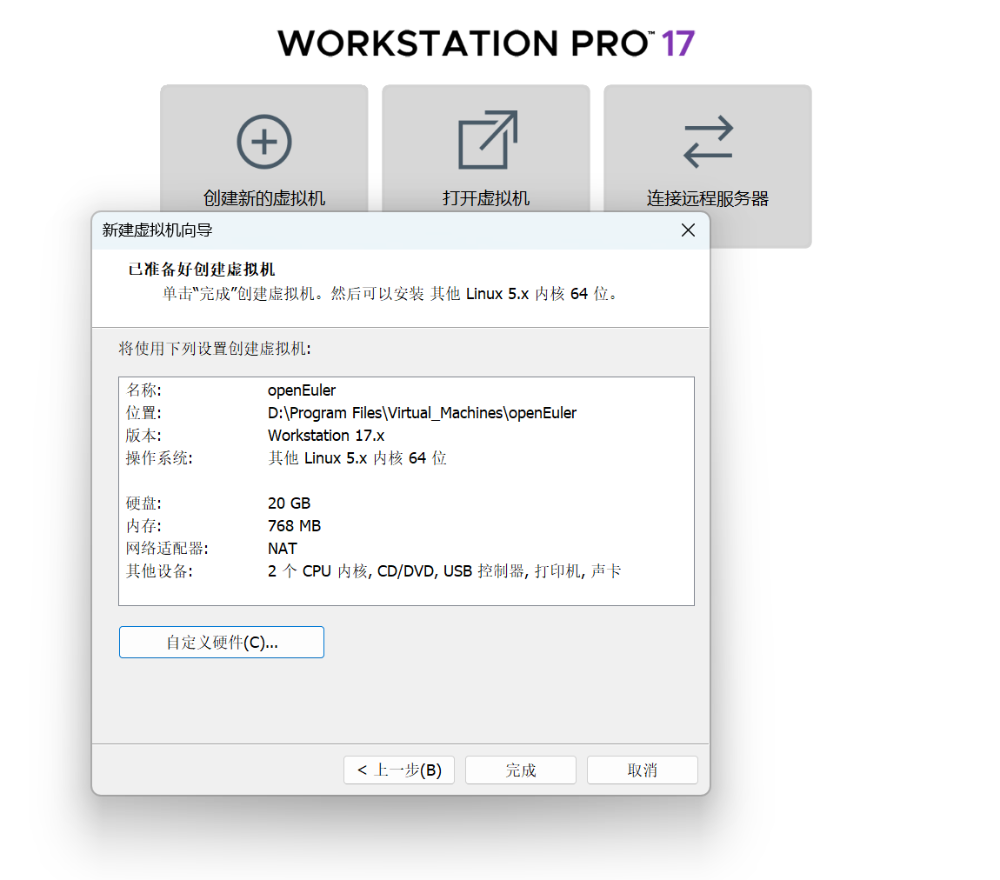 WORKSTATION PRO™ 17
创建新的虚拟机
打开虚拟机
连接远程服务器
新建虚拟机向导
已准备好创建虚拟机
单击“完成”创建虚拟机。然后可以安装 其他 Linux 5.x 内核 64 位。
将使用下列设置创建虚拟机:
名称: openEuler
位置: D:\Program Files\Virtual_Machines\openEuler
版本: Workstation 17.x
操作系统: 其他 Linux 5.x 内核 64 位
硬盘: 20 GB
内存: 768 MB
网络适配器: NAT
其他设备: 2 个 CPU 内核, CD/DVD, USB 控制器, 打印机, 声卡
自定义硬件(C)...
< 上一步(B)
完成
取消